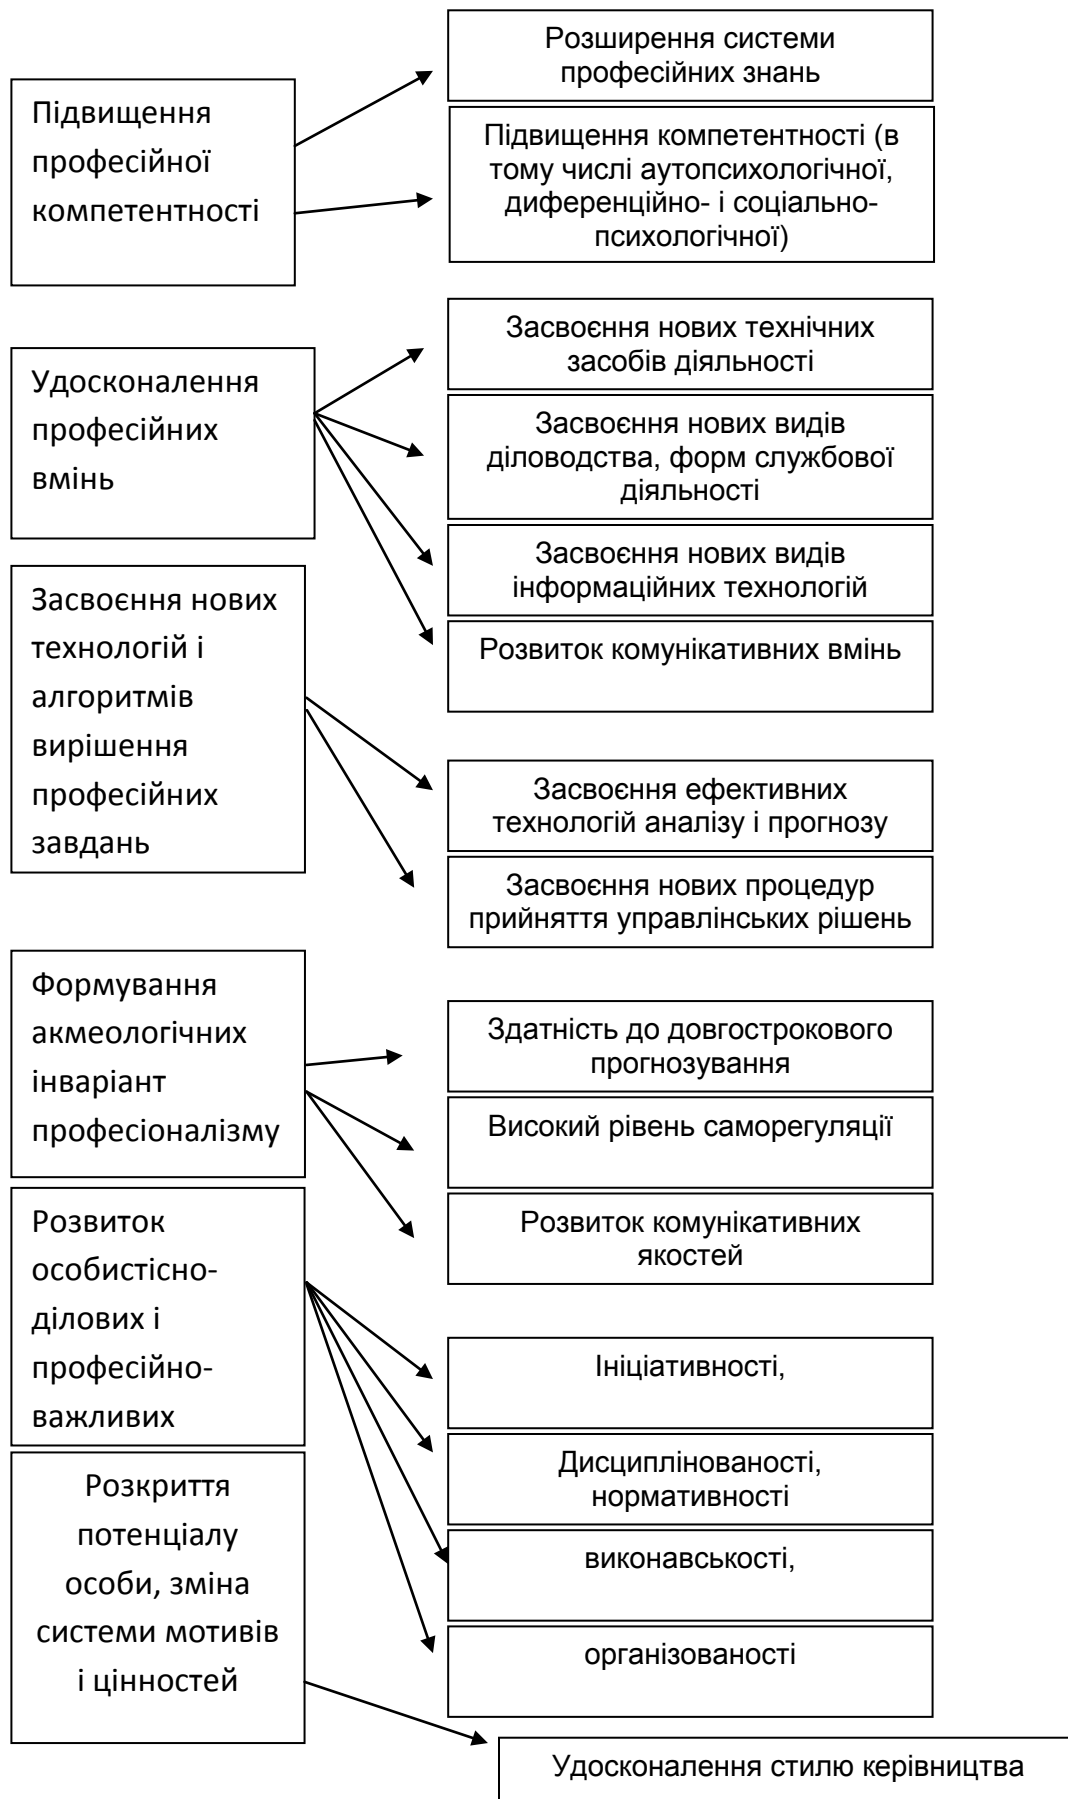 Підвищення
професійної
компетентності
Розширення системи
професійних знань
Підвищення компетентності (в
тому числі аутопсихологічної,
диференційно- і соціально-
психологічної)
Удосконалення
професійних
вмінь
Засвоєння нових технічних
засобів діяльності
Засвоєння нових видів
діловодства, форм службової
діяльності
Засвоєння нових видів
інформаційних технологій
Розвиток комунікативних вмінь
Засвоєння нових
технологій і
алгоритмів
вирішення
професійних
завдань
Засвоєння ефективних
технологій аналізу і прогнозу
Засвоєння нових процедур
прийняття управлінських рішень
Формування
акмеологічних
інваріант
професіоналізму
Здатність до довгострокового
прогнозування
Високий рівень саморегуляції
Розвиток комунікативних
якостей
Розвиток
особистісно-
ділових і
професійно-
важливих
Ініціативності,
Дисциплінованості,
нормативності
виконавськості,
організованості
Розкриття
потенціалу
особи, зміна
системи мотивів
і цінностей
Удосконалення стилю керівництва